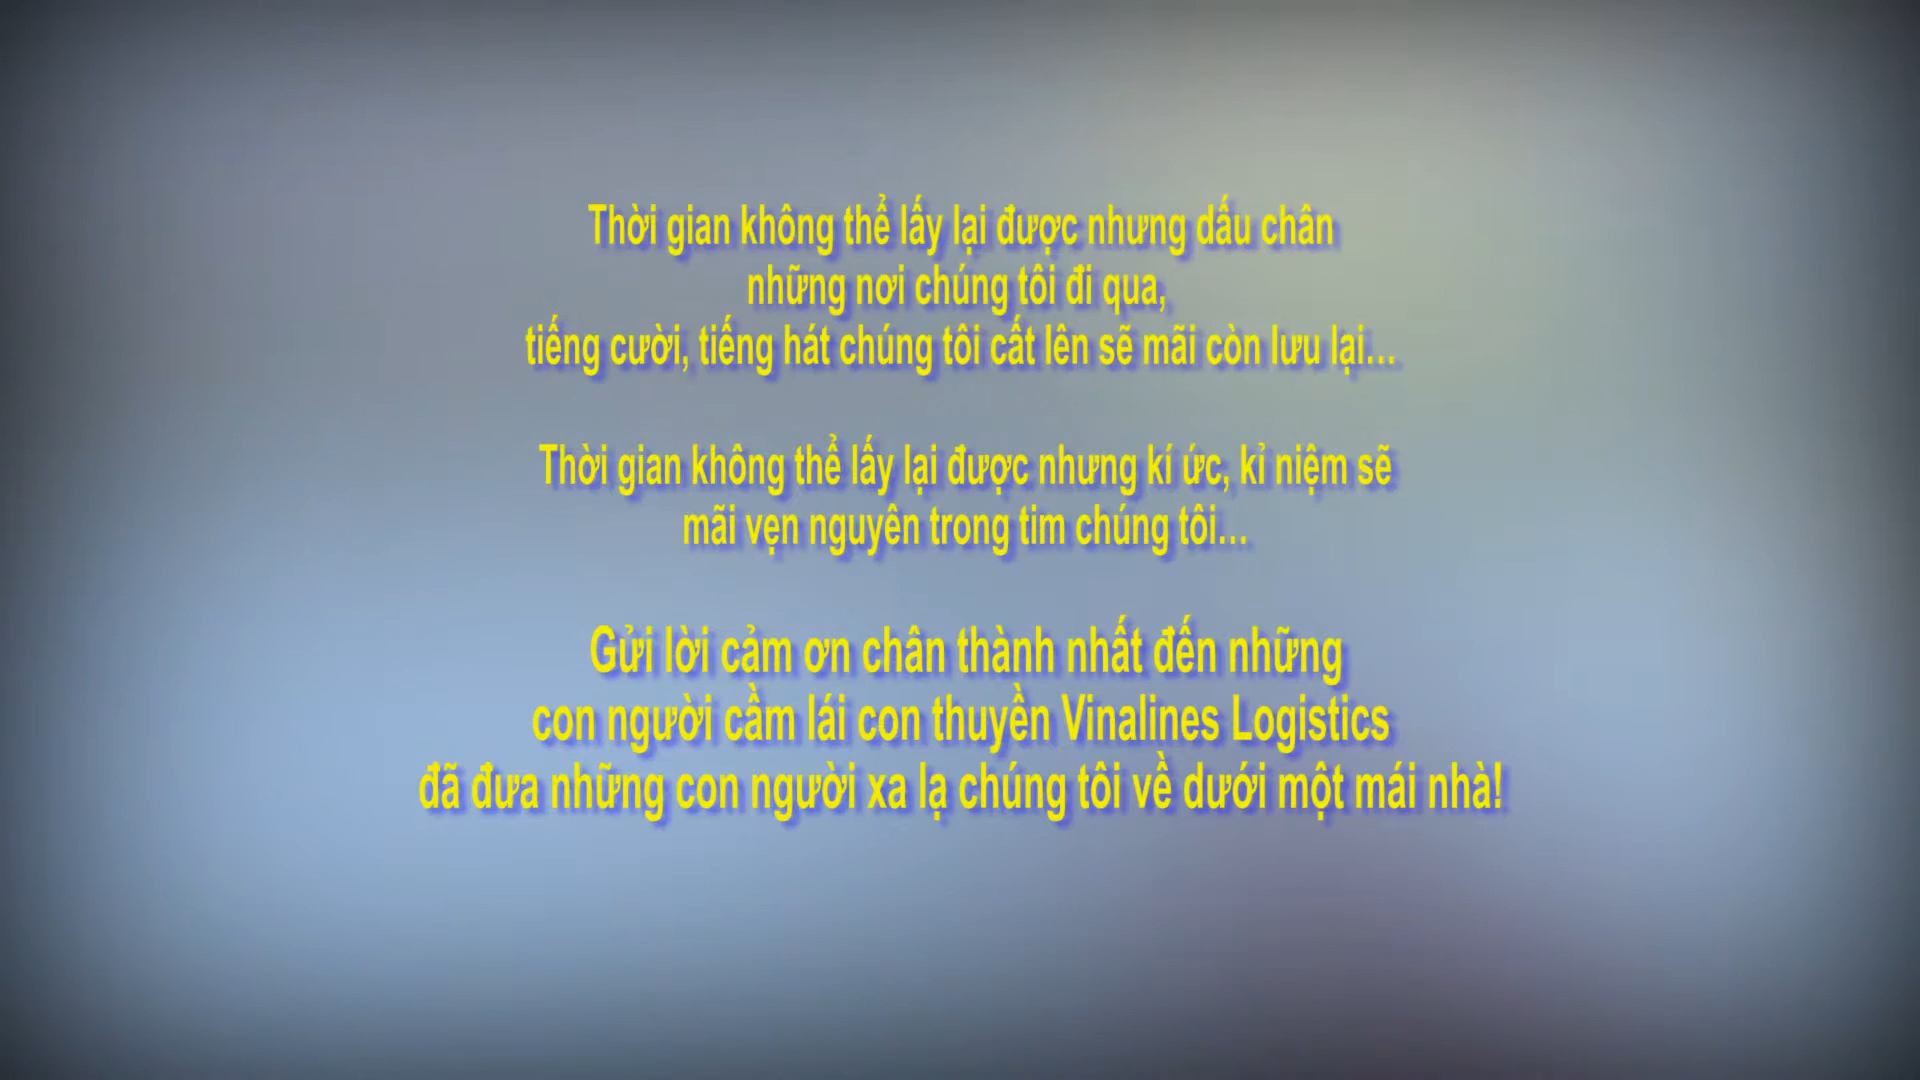 Thời gian không thể lấy lại được nhưng dấu chân
những nơi chúng tôi đi qua,
tiếng cười, tiếng hát chúng tôi cất lên sẽ mãi còn lưu lại...
Thời gian không thể lấy lại được nhưng kí ức, kỉ niệm sẽ
mãi vẹn nguyên trong tim chúng tôi...
Gửi lời cảm ơn chân thành nhất đến những
con người cầm lái con thuyền Vinalines Logistics
đã đưa những con người xa lạ chúng tôi về dưới một mái nhà!